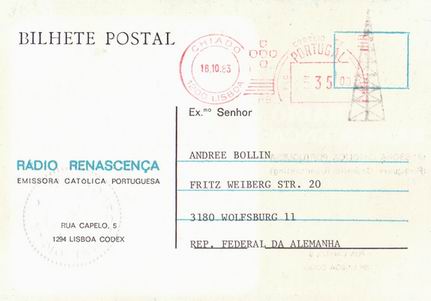 BILHETE POSTAL
CHIADO
18.10.83
1200 LISBOA
CORREIO
PORTUGAL
35
Ex.mo Senhor
RÁDIO RENASCENÇA
EMISSORA CATÓLICA PORTUGUESA
RUA CAPELO, 5
1294 LISBOA CODEX
ANDREE BOLLIN
FRITZ WEIBERG STR. 20
3180 WOLFSBURG 11
REP. FEDERAL DA ALEMANHA